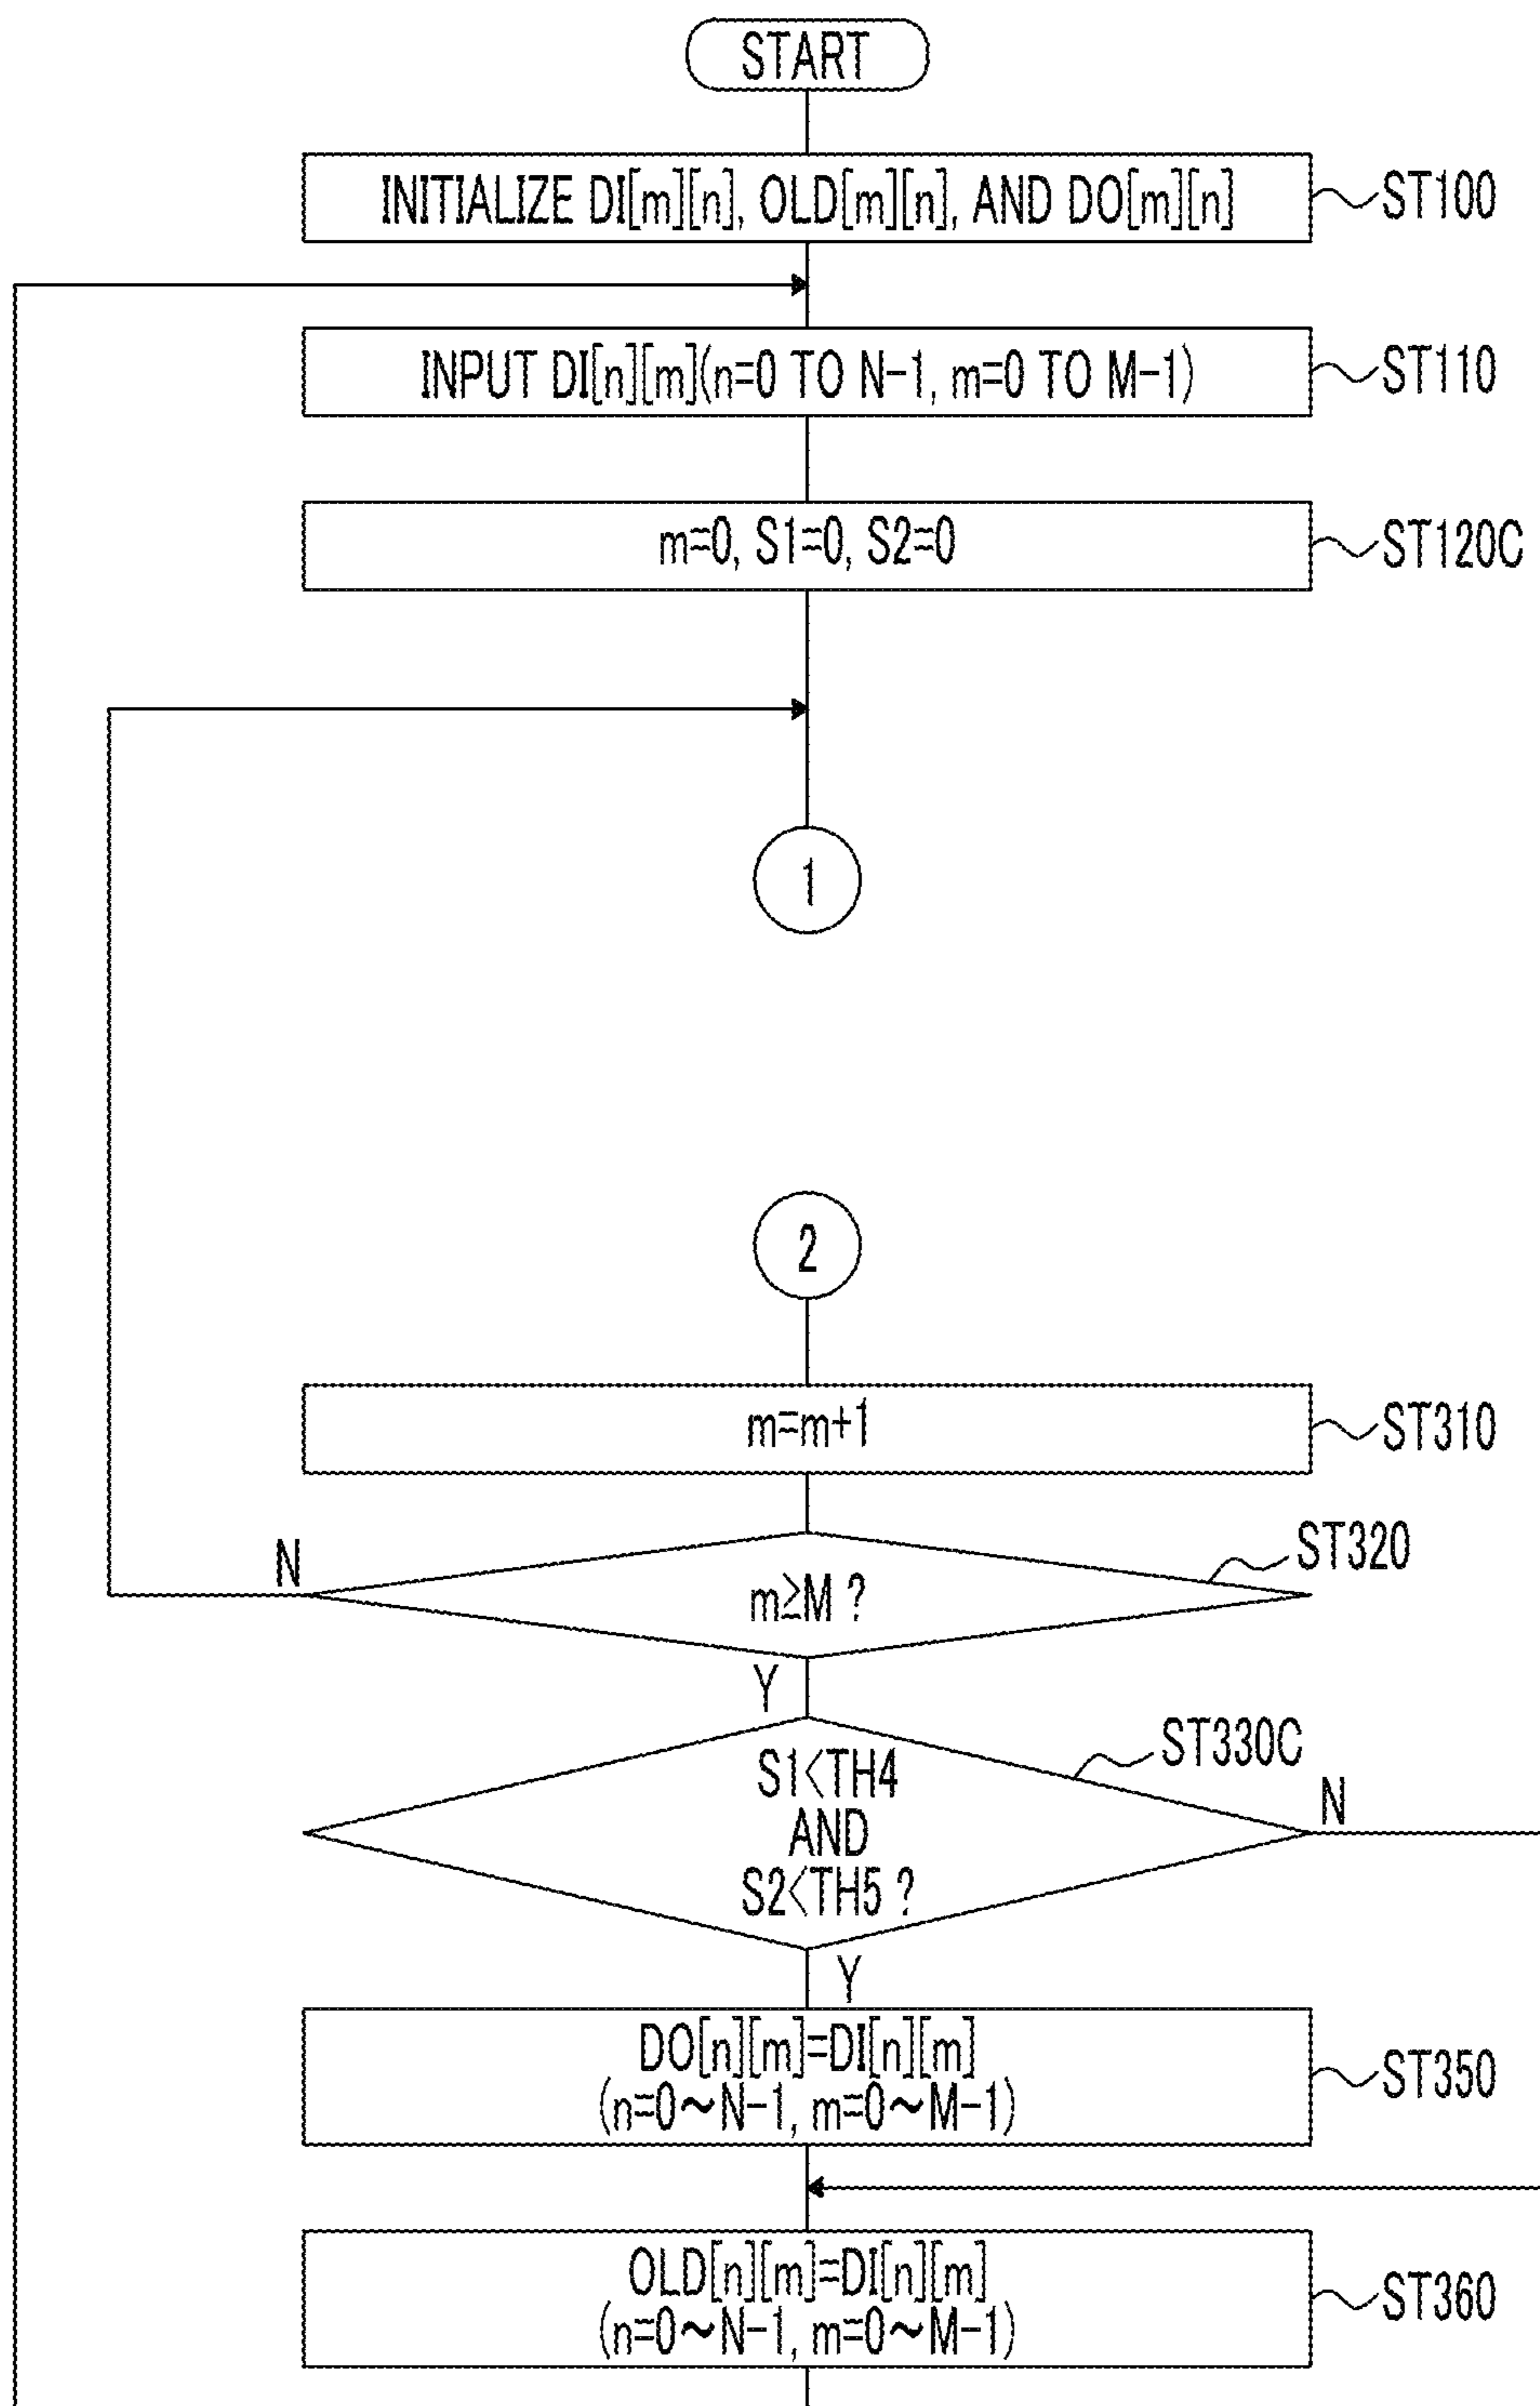 START
INITIALIZE DI[m][n], OLD[m][n], AND DO[m][n]
ST100
INPUT DI[n][m](n=0 TO N-1, m=0 TO M-1)
ST110
m=0, S1=0, S2=0
ST120C
1
2
m=m+1
ST310
ST320
N
m≧M ?
Y
ST330C
S1<TH4
N
AND
S2<TH5 ?
Y
DO[n][m]=DI[n][m]
(n=0~N-1, m=0~M-1)
ST350
OLD[n][m]=DI[n][m]
(n=0~N-1, m=0~M-1)
ST360